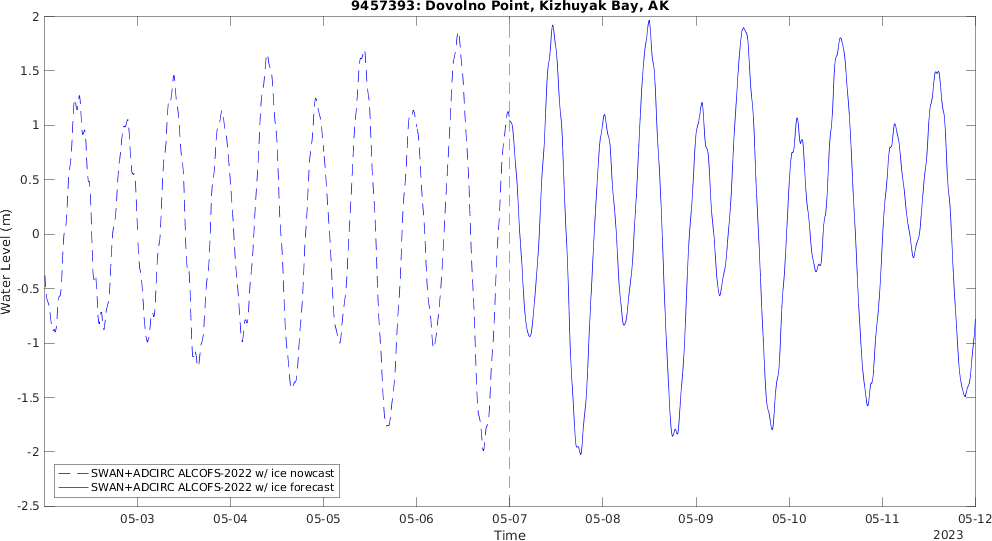 9457393: Dovolno Point, Kizhuyak Bay, AK
Water Level (m)
2
1.5
1
0.5
0
-0.5
-1
-1.5
-2
-2.5
SWAN+ADCIRC ALCOFS-2022 w/ ice nowcast
SWAN+ADCIRC ALCOFS-2022 w/ ice forecast
05-03 05-04 05-05 05-06 05-07 05-08 05-09 05-10 05-11 05-12
Time
2023